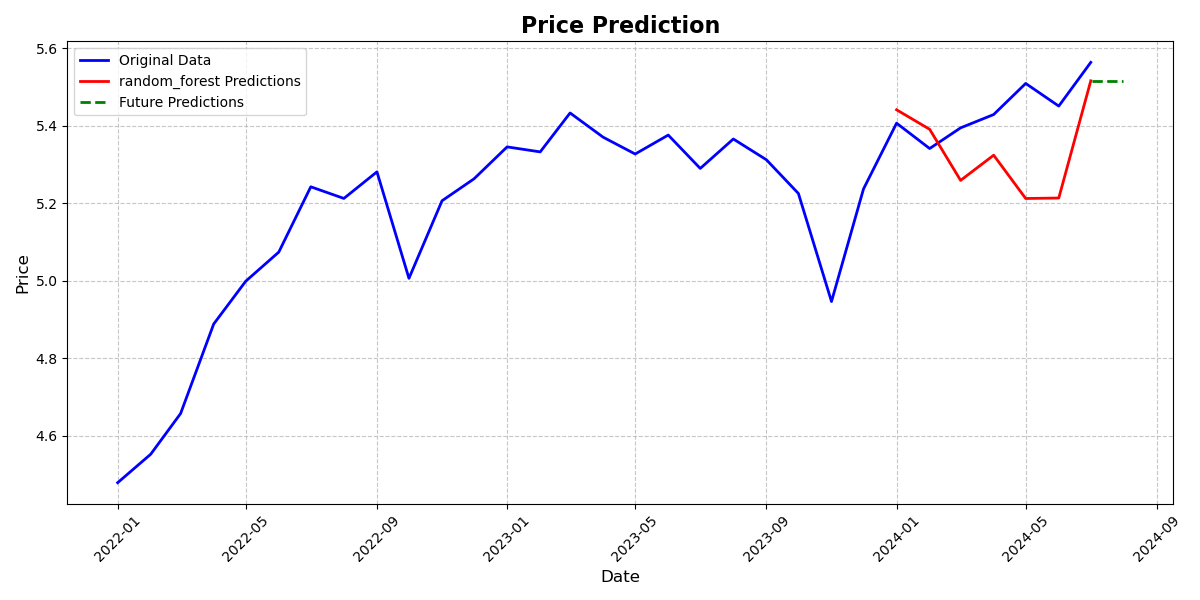 Price Prediction
Original Data
random_forest Predictions
Future Predictions
5.6
5.4
5.2
5.0
4.8
4.6
Price
2022-01
2022-05
2022-09
2023-01
2023-05
2023-09
2024-01
2024-05
2024-09
Date